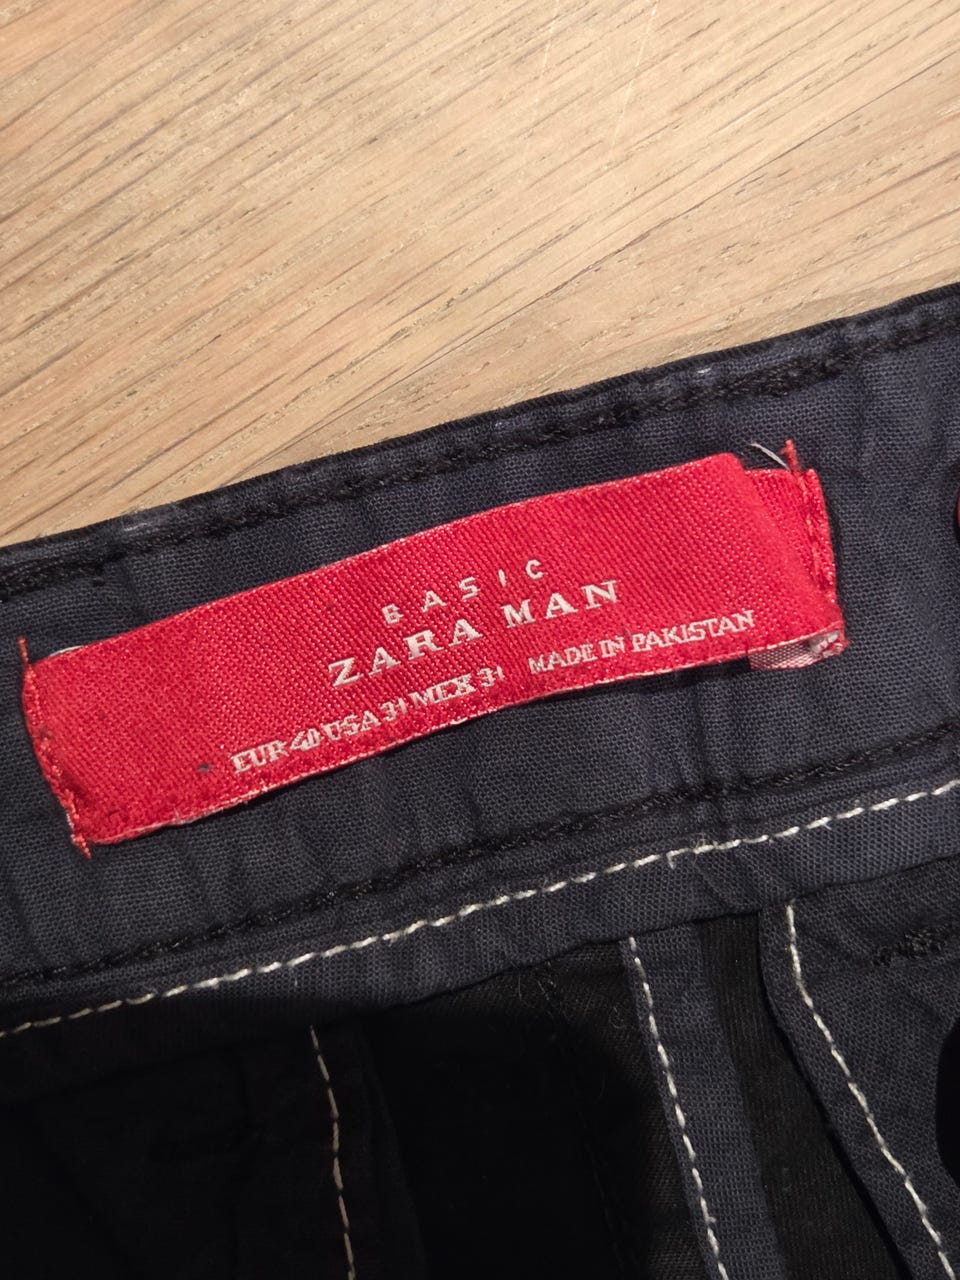 BASIC
ZARA MAN
EUR 40 USA 31 MEX 31 MADE IN PAKISTAN